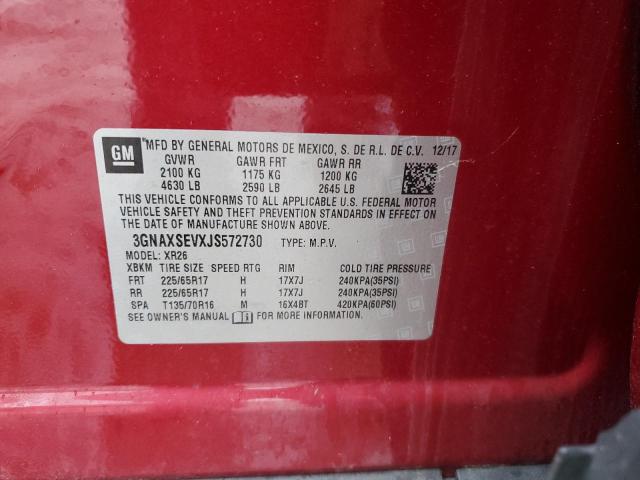 GM MFD BY GENERAL MOTORS DE MEXICO, S. DE R.L. DE C.V. 12/17
GVWR GAWR FRT GAWR RR
2100 KG 1175 KG 1200 KG
4630 LB 2590 LB 2645 LB
THIS VEHICLE CONFORMS TO ALL APPLICABLE U.S. FEDERAL MOTOR
VEHICLE SAFETY AND THEFT PREVENTION STANDARDS IN EFFECT ON THE
DATE OF MANUFACTURE SHOWN ABOVE.
3GNAXSEVXJS572730 TYPE: M.P.V.
MODEL: XR26
XBKM TIRE SIZE SPEED RTG RIM COLD TIRE PRESSURE
FRT 225/65R17 H 17X7J 240KPA(35PSI)
RR 225/65R17 H 17X7J 240KPA(35PSI)
SPA T135/70R16 M 16X4BT 420KPA(60PSI)
SEE OWNER'S MANUAL FOR MORE INFORMATION.